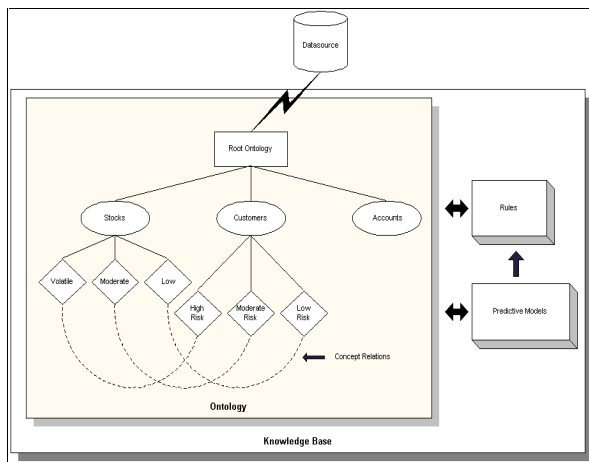 Datasource
Root Ontology
Stocks
Customers
Accounts
Rules
Volatile
Moderate
Low
High
Risk
Moderate
Risk
Low
Risk
Predictive Models
Concept Relations
Ontology
Knowledge Base